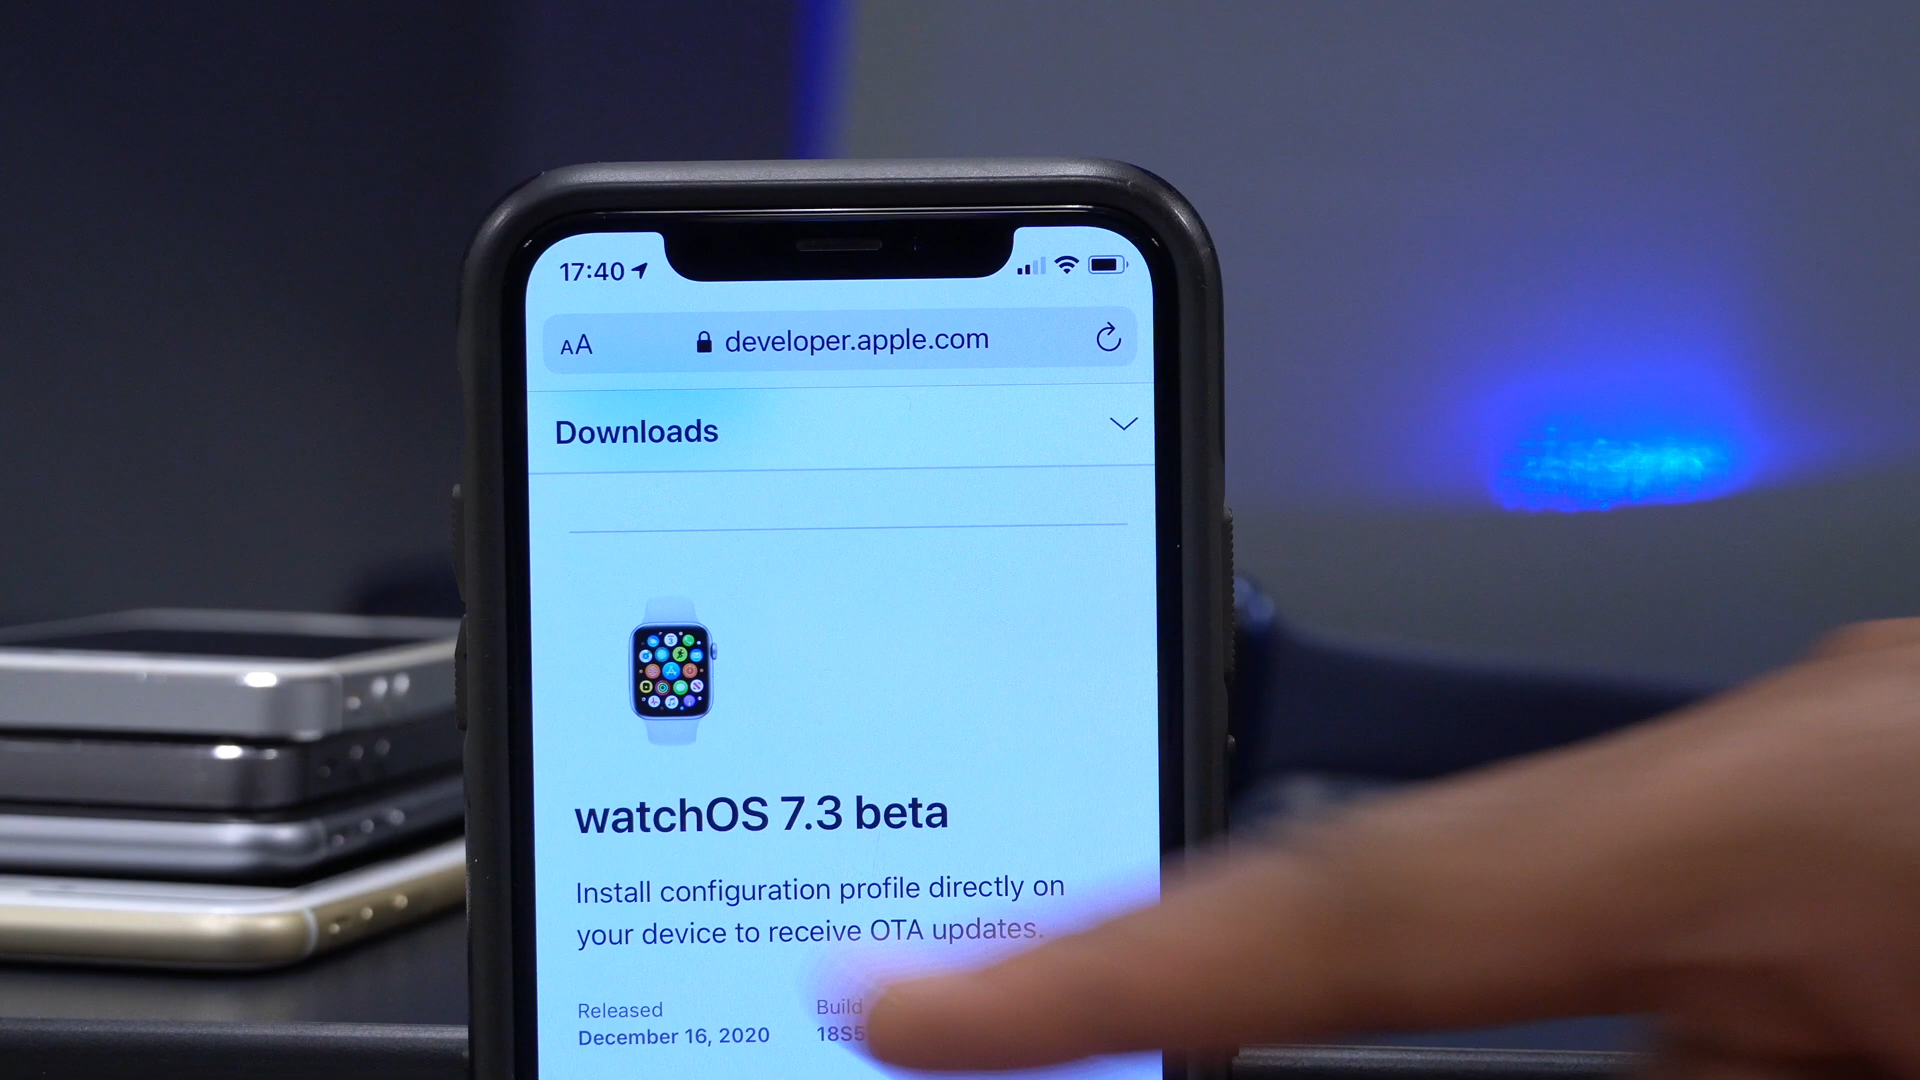 17:40
AA developer.apple.com
Downloads
watchOS 7.3 beta
Install configuration profile directly on
your device to receive OTA updates.
Released Build
December 16, 2020